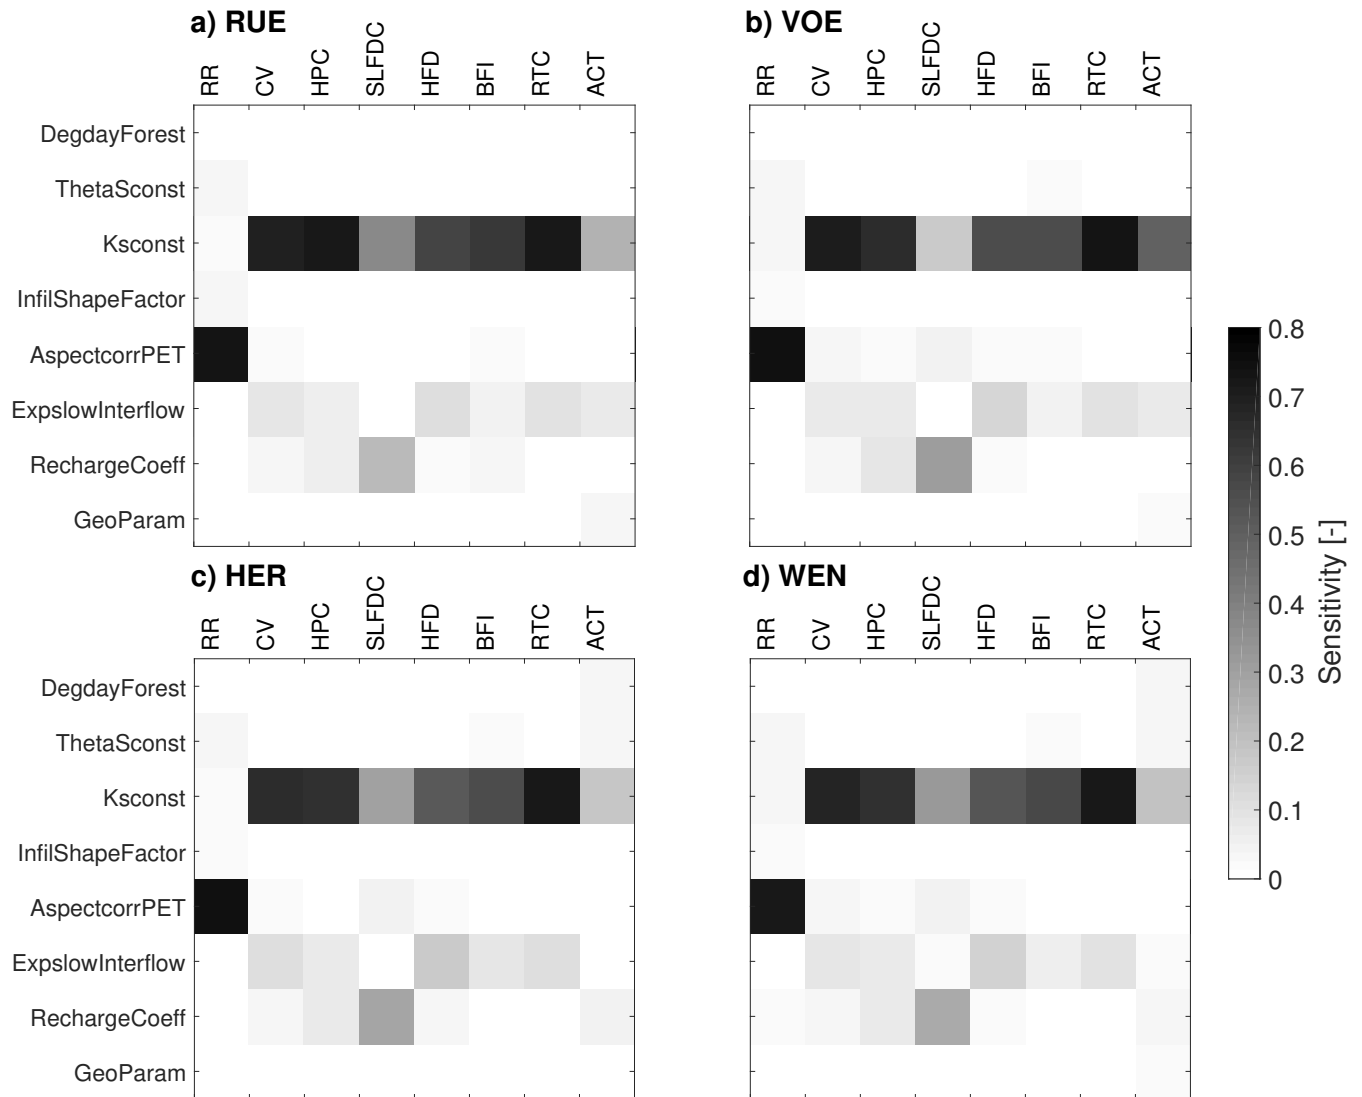 a) RUE
b) VOE
RR CV HPC SLFDC HFD BFI RTC ACT
RR CV HPC SLFDC HFD BFI RTC ACT
DegdayForest
ThetaSconst
Ksconst
InfilShapeFactor
AspectcorrPET
ExpslowInterflow
RechargeCoeff
GeoParam
c) HER
d) WEN
RR CV HPC SLFDC HFD BFI RTC ACT
RR CV HPC SLFDC HFD BFI RTC ACT
DegdayForest
ThetaSconst
Ksconst
InfilShapeFactor
AspectcorrPET
ExpslowInterflow
RechargeCoeff
GeoParam
0.8
0.7
0.6
0.5
0.4
0.3
0.2
0.1
0
Sensitivity [-]